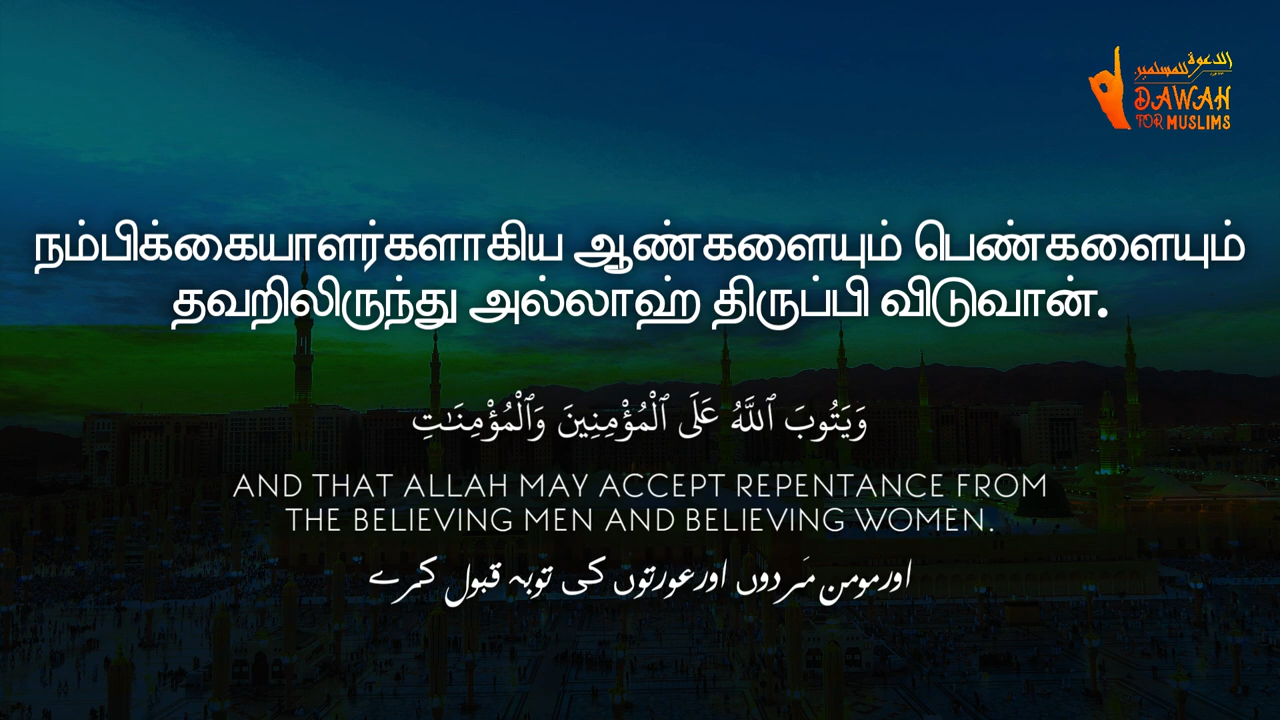 الدعوة للمسلمين
DAWAH
FOR MUSLIMS
நம்பிக்கையாளர்களாகிய ஆண்களையும் பெண்களையும்
தவறிலிருந்து அல்லாஹ் திருப்பி விடுவான்.
وَيَتُوبَ ٱللَّهُ عَلَى ٱلْمُؤْمِنِينَ وَٱلْمُؤْمِنَـٰتِ
AND THAT ALLAH MAY ACCEPT REPENTANCE FROM
THE BELIEVING MEN AND BELIEVING WOMEN.
اور مومن مَردوں اور عورتوں کی توبہ قبول کرے